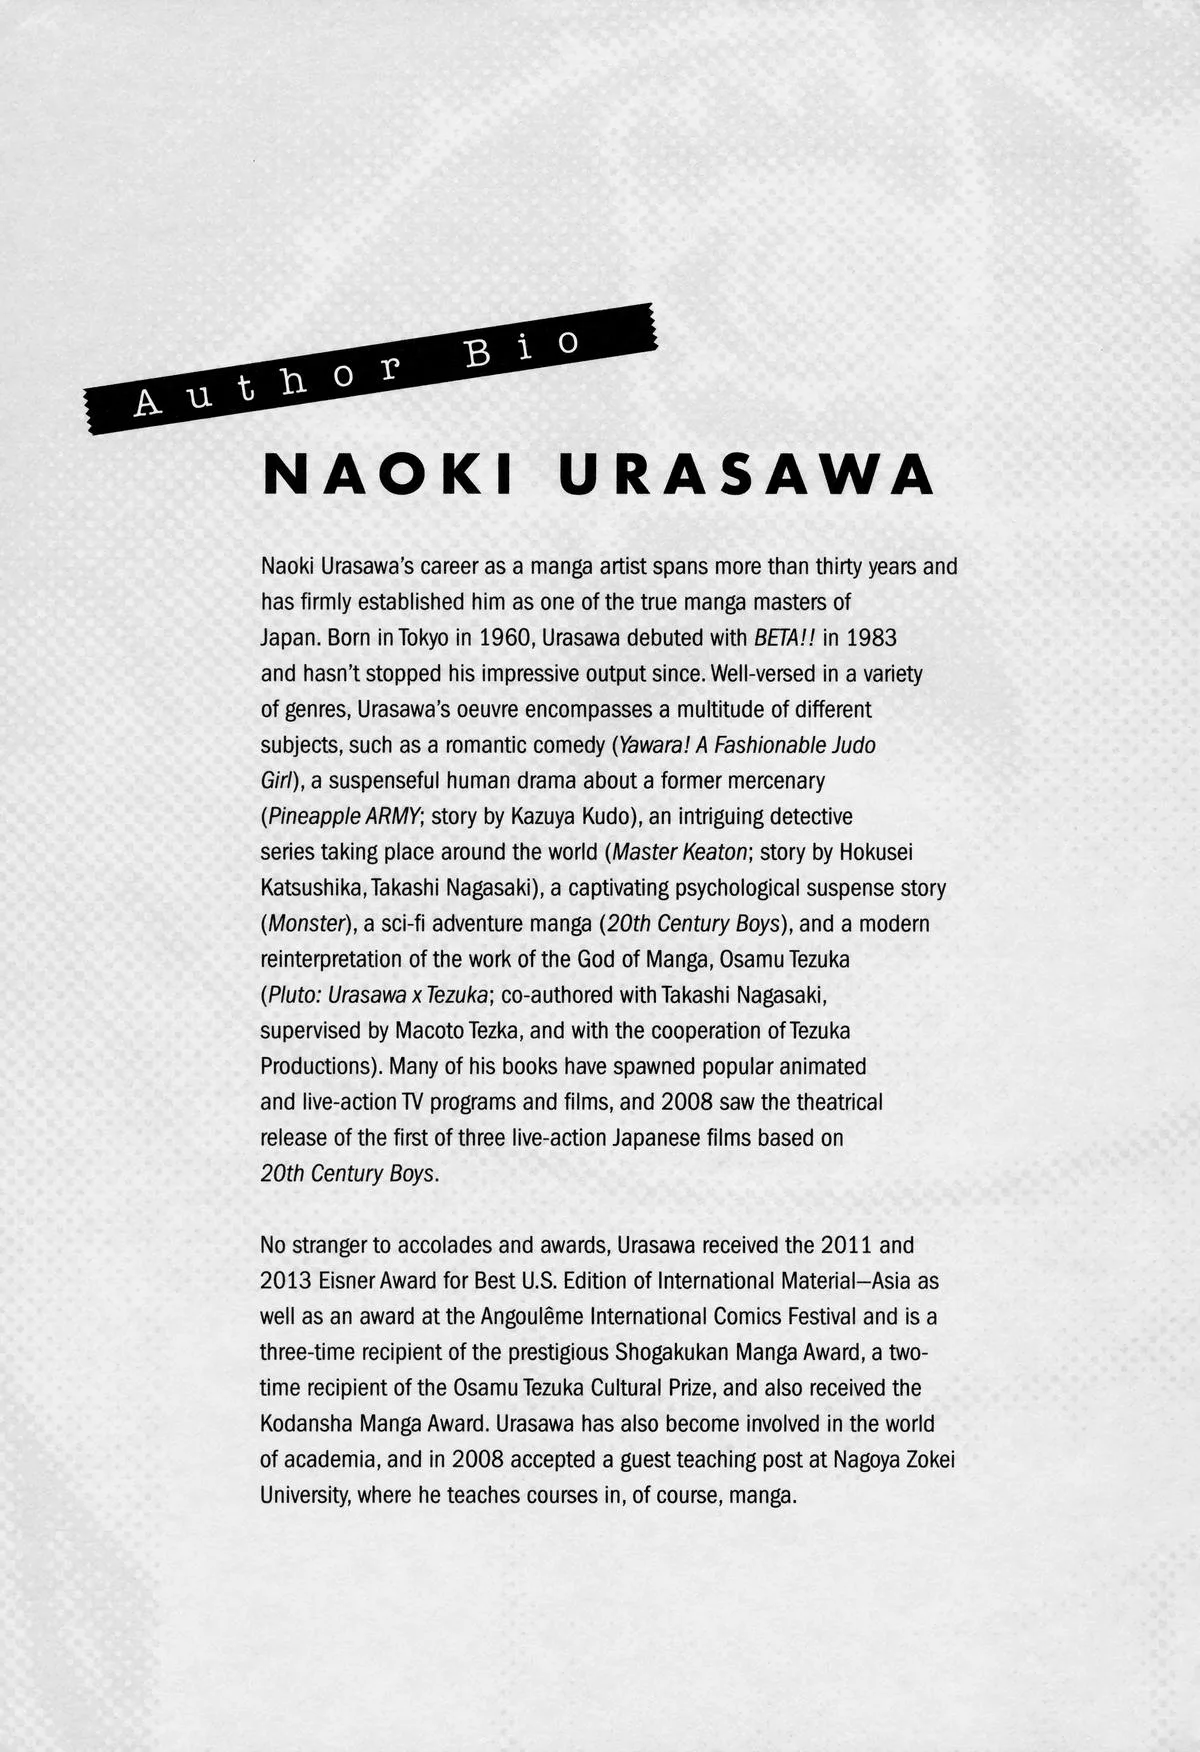 Author Bio
NAOKI URASAWA
Naoki Urasawa's career as a manga artist spans more than thirty years and
has firmly established him as one of the true manga masters of
Japan. Born in Tokyo in 1960, Urasawa debuted with BETA!! in 1983
and hasn't stopped his impressive output since. Well-versed in a variety
of genres, Urasawa's oeuvre encompasses a multitude of different
subjects, such as a romantic comedy (Yawara! A Fashionable Judo
Girl), a suspenseful human drama about a former mercenary
(Pineapple ARMY; story by Kazuya Kudo), an intriguing detective
series taking place around the world (Master Keaton; story by Hokusei
Katsushika, Takashi Nagasaki), a captivating psychological suspense story
(Monster), a sci-fi adventure manga (20th Century Boys), and a modern
reinterpretation of the work of the God of Manga, Osamu Tezuka
(Pluto: Urasawa x Tezuka; co-authored with Takashi Nagasaki,
supervised by Macoto Tezka, and with the cooperation of Tezuka
Productions). Many of his books have spawned popular animated
and live-action TV programs and films, and 2008 saw the theatrical
release of the first of three live-action Japanese films based on
20th Century Boys.
No stranger to accolades and awards, Urasawa received the 2011 and
2013 Eisner Award for Best U.S. Edition of International Material—Asia as
well as an award at the Angoulême International Comics Festival and is a
three-time recipient of the prestigious Shogakukan Manga Award, a two-
time recipient of the Osamu Tezuka Cultural Prize, and also received the
Kodansha Manga Award. Urasawa has also become involved in the world
of academia, and in 2008 accepted a guest teaching post at Nagoya Zokei
University, where he teaches courses in, of course, manga.